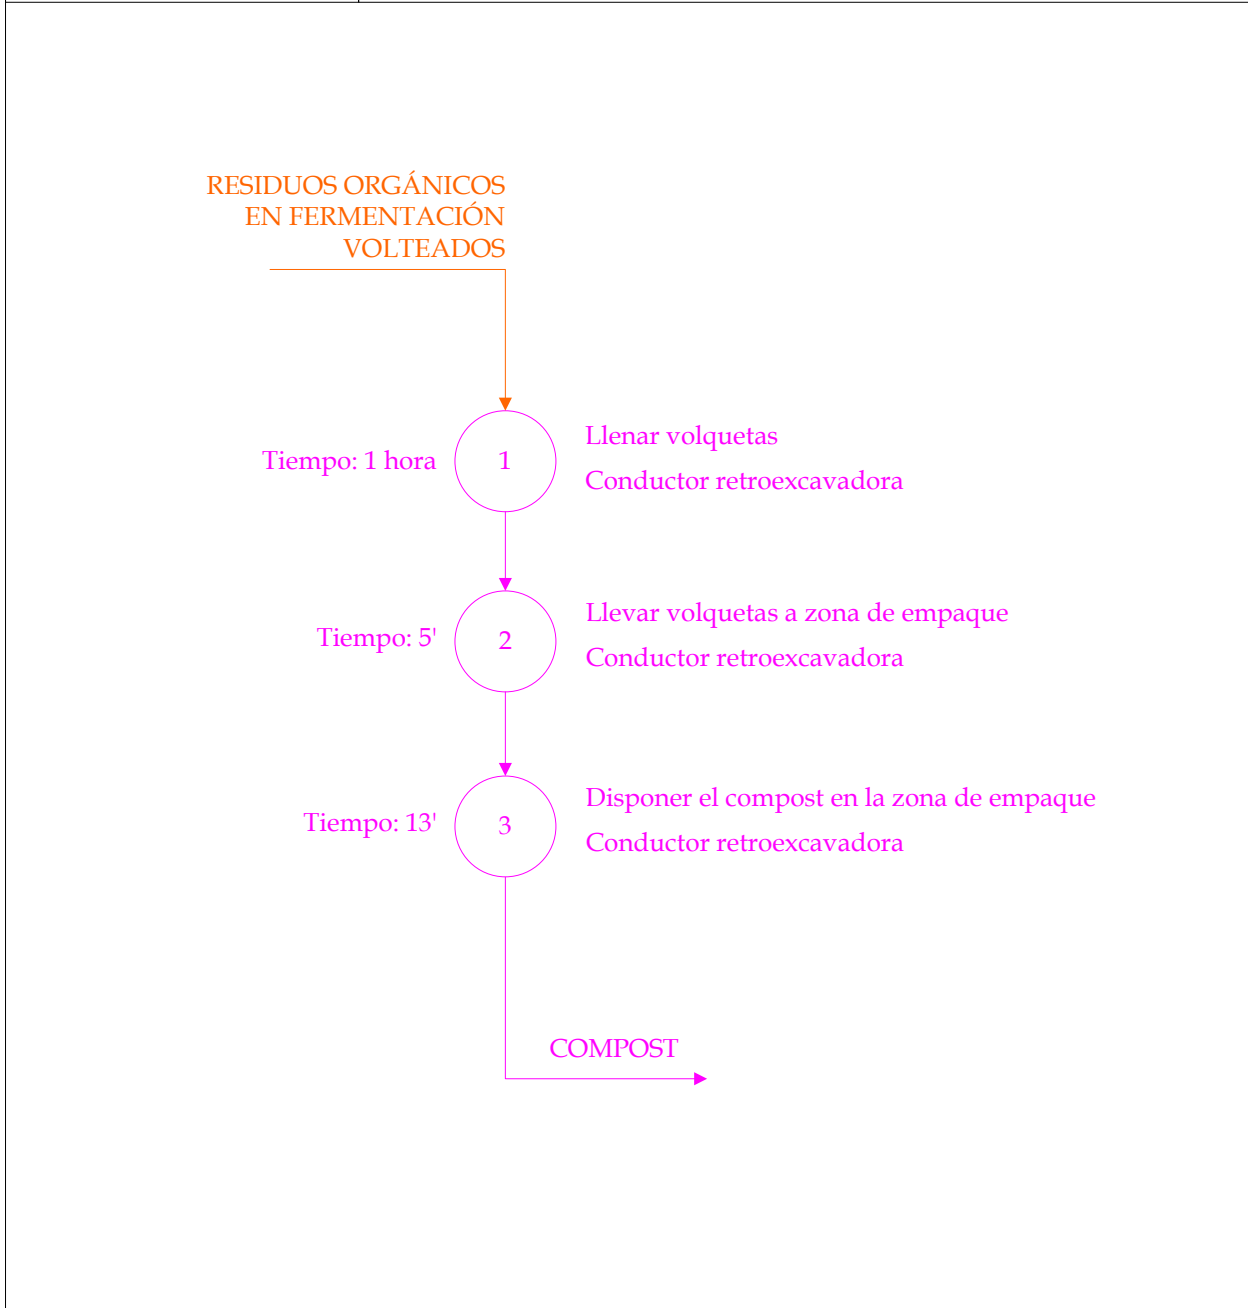 RESIDUOS ORGÁNICOS
EN FERMENTACIÓN
VOLTEADOS
Tiempo: 1 hora
1
Llenar volquetas
Conductor retroexcavadora
Tiempo: 5'
2
Llevar volquetas a zona de empaque
Conductor retroexcavadora
Tiempo: 13'
3
Disponer el compost en la zona de empaque
Conductor retroexcavadora
COMPOST